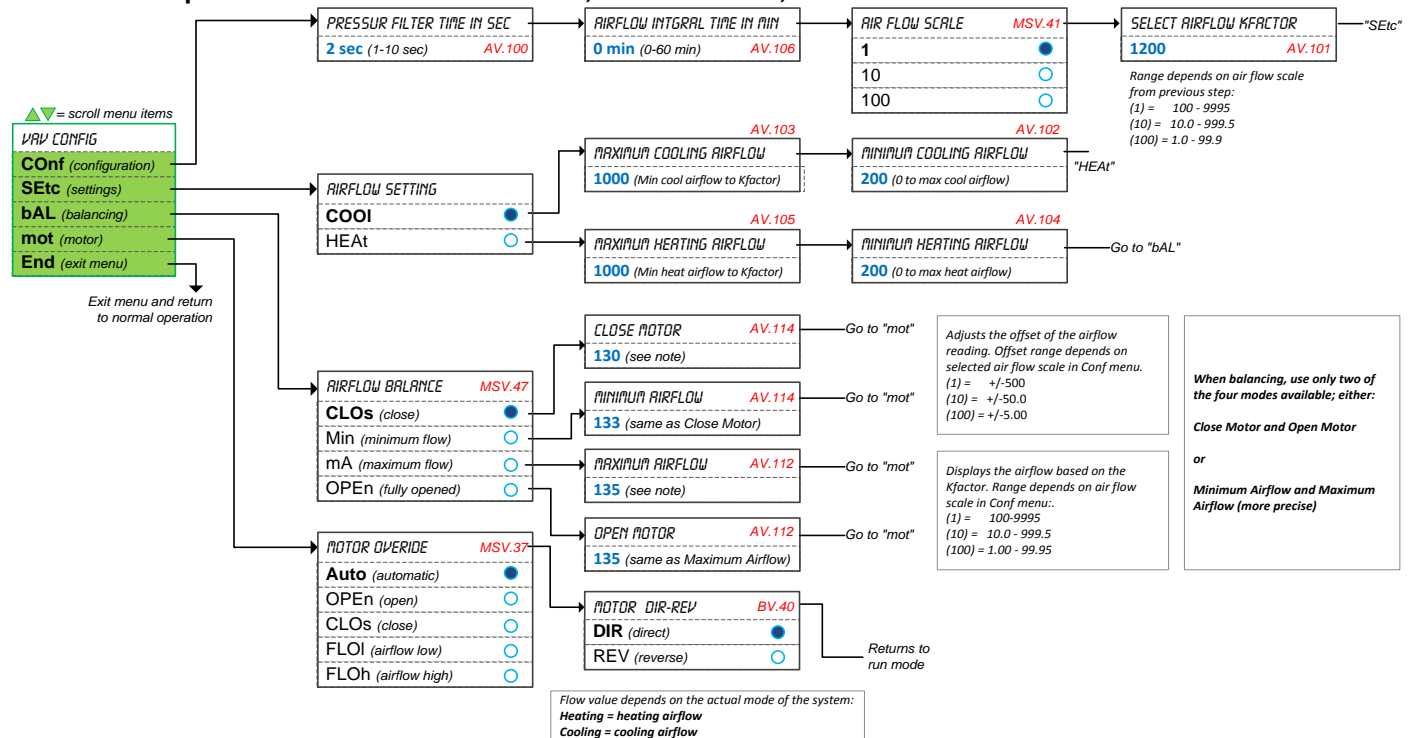 PRESSUR FILTER TIME IN SEC
2 sec (1-10 sec) AV.100
AIRFLOW INTGRAL TIME IN MIN
0 min (0-60 min) AV.106
AIR FLOW SCALE MSV.41
1
10
100
SELECT AIRFLOW KFACTOR
1200 AV.101
"SEtc"
Range depends on air flow scale
from previous step:
(1) = 100 - 9995
(10) = 10.0 - 999.5
(100) = 1.0 - 99.9
= scroll menu items
VAV CONFIG
COnf (configuration)
SEtc (settings)
bAL (balancing)
mot (motor)
End (exit menu)
Exit menu and return
to normal operation
AIRFLOW SETTING
COOl
HEAt
AV.103
MAXIMUM COOLING AIRFLOW
1000 (Min cool airflow to Kfactor)
AV.102
MINIMUM COOLING AIRFLOW
200 (0 to max cool airflow)
"HEAt"
AV.105
MAXIMUM HEATING AIRFLOW
1000 (Min heat airflow to Kfactor)
AV.104
MINIMUM HEATING AIRFLOW
200 (0 to max heat airflow)
Go to "bAL"
AIRFLOW BALANCE MSV.47
CLOs (close)
Min (minimum flow)
mA (maximum flow)
OPEn (fully opened)
CLOSE MOTOR AV.114
130 (see note)
Go to "mot"
MINIMUM AIRFLOW AV.114
133 (same as Close Motor)
Go to "mot"
MAXIMUM AIRFLOW AV.112
135 (see note)
Go to "mot"
OPEN MOTOR AV.112
135 (same as Maximum Airflow)
Go to "mot"
Adjusts the offset of the airflow
reading. Offset range depends on
selected air flow scale in Conf menu.
(1) = +/-500
(10) = +/-50.0
(100) = +/-5.00
Displays the airflow based on the
Kfactor. Range depends on air flow
scale in Conf menu:.
(1) = 100-9995
(10) = 10.0 - 999.5
(100) = 1.00 - 99.95
When balancing, use only two of
the four modes available; either:
Close Motor and Open Motor
or
Minimum Airflow and Maximum
Airflow (more precise)
MOTOR OVERIDE MSV.37
Auto (automatic)
OPEn (open)
CLOs (close)
FLOl (airflow low)
FLOh (airflow high)
MOTOR DIR-REV BV.40
DIR (direct)
REV (reverse)
Returns to
run mode
Flow value depends on the actual mode of the system:
Heating = heating airflow
Cooling = cooling airflow